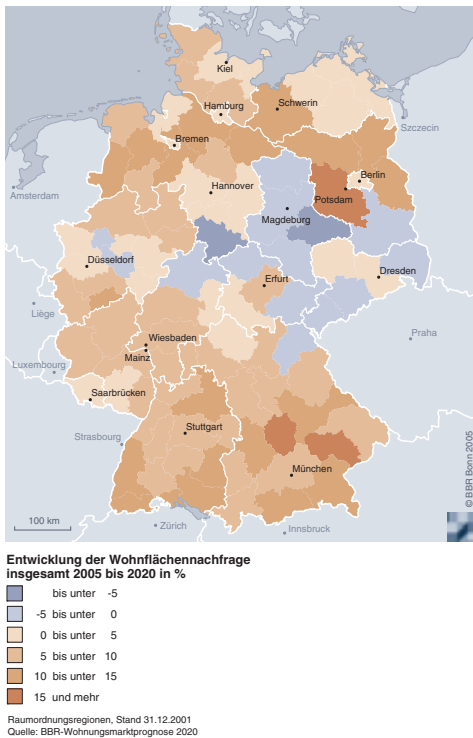 Kiel
Hamburg
Schwerin
Szczecin
Bremen
Amsterdam
Hannover
Berlin
Potsdam
Magdeburg
Düsseldorf
Erfurt
Dresden
Liège
Wiesbaden
Mainz
Praha
Luxembourg
Saarbrücken
Strasbourg
Stuttgart
München
100 km
Zürich
Innsbruck
© BBR Bonn 2005
Entwicklung der Wohnflächennachfrage
insgesamt 2005 bis 2020 in %
bis unter -5
-5 bis unter 0
0 bis unter 5
5 bis unter 10
10 bis unter 15
15 und mehr
Raumordnungsregionen, Stand 31.12.2001
Quelle: BBR-Wohnungsmarktprognose 2020